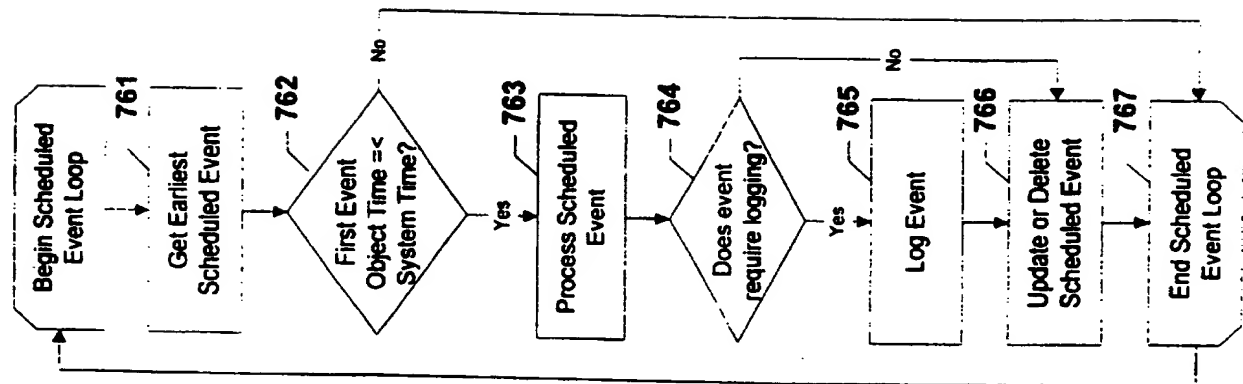 Begin Scheduled
Event Loop
761
Get Earliest
Scheduled Event
762
First Event
Object Time =<
System Time?
No
Yes
763
Process Scheduled
Event
764
Does event
require logging?
No
Yes
765
Log Event
766
Update or Delete
Scheduled Event
767
End Scheduled
Event Loop